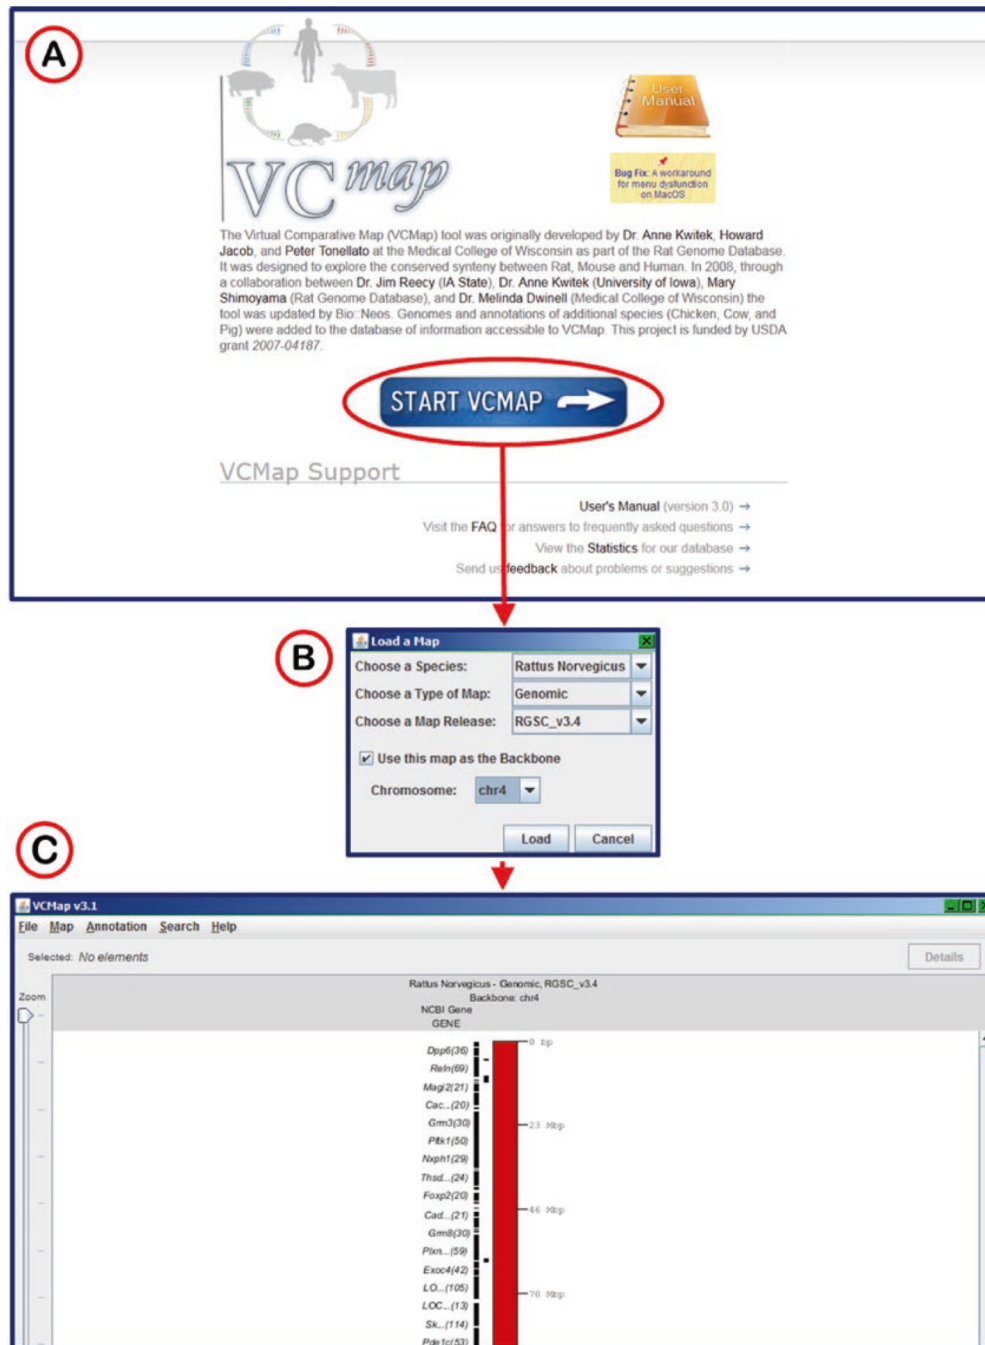 A
User
Manual
VCmap
Bug Fix: A workaround
for menu dysfunction
on MacOS
The Virtual Comparative Map (VCMap) tool was originally developed by Dr. Anne Kwitek, Howard
Jacob, and Peter Tonellato at the Medical College of Wisconsin as part of the Rat Genome Database.
It was designed to explore the conserved synteny between Rat, Mouse and Human. In 2008, through
a collaboration between Dr. Jim Reecy (IA State), Dr. Anne Kwitek (University of Iowa), Mary
Shimoyama (Rat Genome Database), and Dr. Melinda Dwinell (Medical College of Wisconsin) the
tool was updated by Bio::Neos. Genomes and annotations of additional species (Chicken, Cow, and
Pig) were added to the database of information accessible to VCMap. This project is funded by USDA
grant 2007-04187.
START VCMAP
VCMap Support
User's Manual (version 3.0) →
Visit the FAQ for answers to frequently asked questions →
View the Statistics for our database →
Send us feedback about problems or suggestions →
B
Load a Map
Choose a Species: Rattus Norvegicus
Choose a Type of Map: Genomic
Choose a Map Release: RGSC_v3.4
Use this map as the Backbone
Chromosome: chr4
Load Cancel
C
VCMap v3.1
File Map Annotation Search Help
Selected: No elements Details
Zoom
Rattus Norvegicus - Genomic, RGSC_v3.4
Backbone: chr4
NCBI Gene
GENE
0 bp
Dpp6(36)
Reln(69)
Magi2(21)
Cac...(20)
Grm3(30) 23 Mbp
Pftk1(50)
Nxph1(29)
Thsd...(24)
Foxp2(20)
Cad...(21) 46 Mbp
Grm8(30)
Plxn...(59)
Exoc4(42)
LO...(105) 70 Mbp
LOC...(13)
Sk...(114)
Pde1c(53)